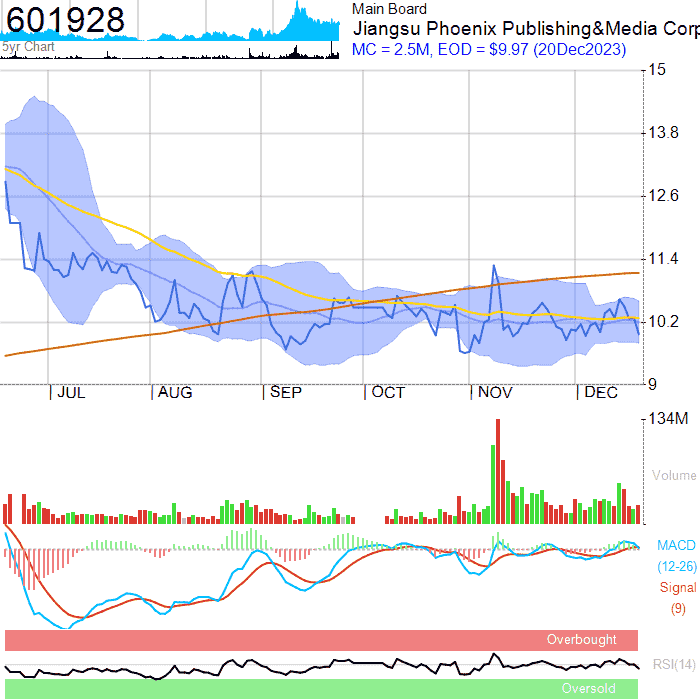 601928
5yr Chart
Main Board
Jiangsu Phoenix Publishing&Media Corp
MC = 2.5M, EOD = $9.97 (20Dec2023)
15
13.8
12.6
11.4
10.2
9
JUL AUG SEP OCT NOV DEC
134M
Volume
MACD
(12-26)
Signal
(9)
Overbought
RSI(14)
Oversold